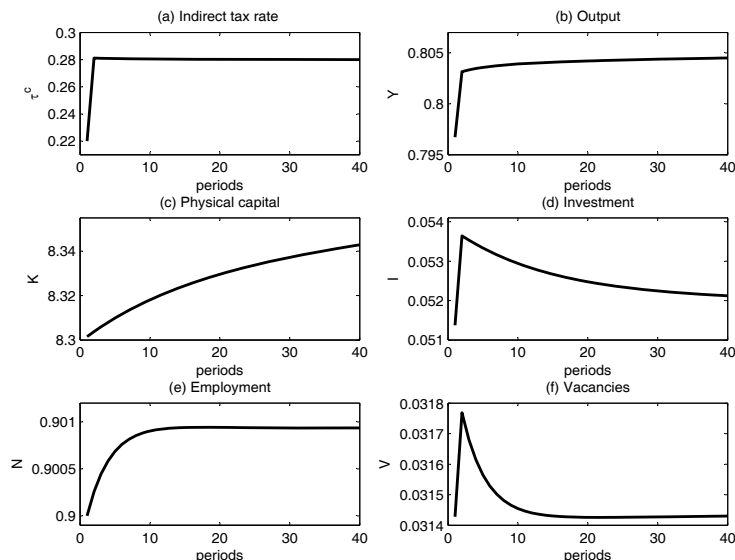 (a) Indirect tax rate
0.3
0.28
0.26
0.24
0.22
τc
0 10 20 30 40
periods
(b) Output
0.805
0.8
0.795
Y
0 10 20 30 40
periods
(c) Physical capital
8.34
8.32
8.3
K
0 10 20 30 40
periods
(d) Investment
0.054
0.053
0.052
0.051
I
0 10 20 30 40
periods
(e) Employment
0.901
0.9005
0.9
N
0 10 20 30 40
periods
(f) Vacancies
0.0318
0.0317
0.0316
0.0315
0.0314
V
0 10 20 30 40
periods